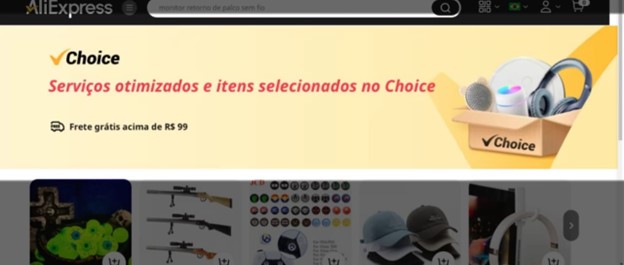 AliExpress
monitor retorno de palco sem fio
Choice
Serviços otimizados e itens selecionados no Choice
Frete grátis acima de R$ 99
Choice